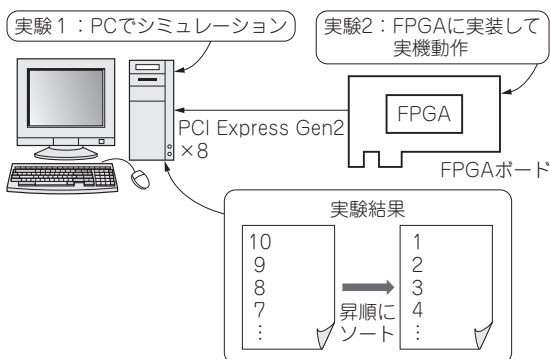 実験1：PCでシミュレーション
実験2：FPGAに実装して
実機動作
FPGA
PCI Express Gen2
×8
FPGAボード
実験結果
10
9
8
7
⋮
昇順に
ソート
1
2
3
4
⋮